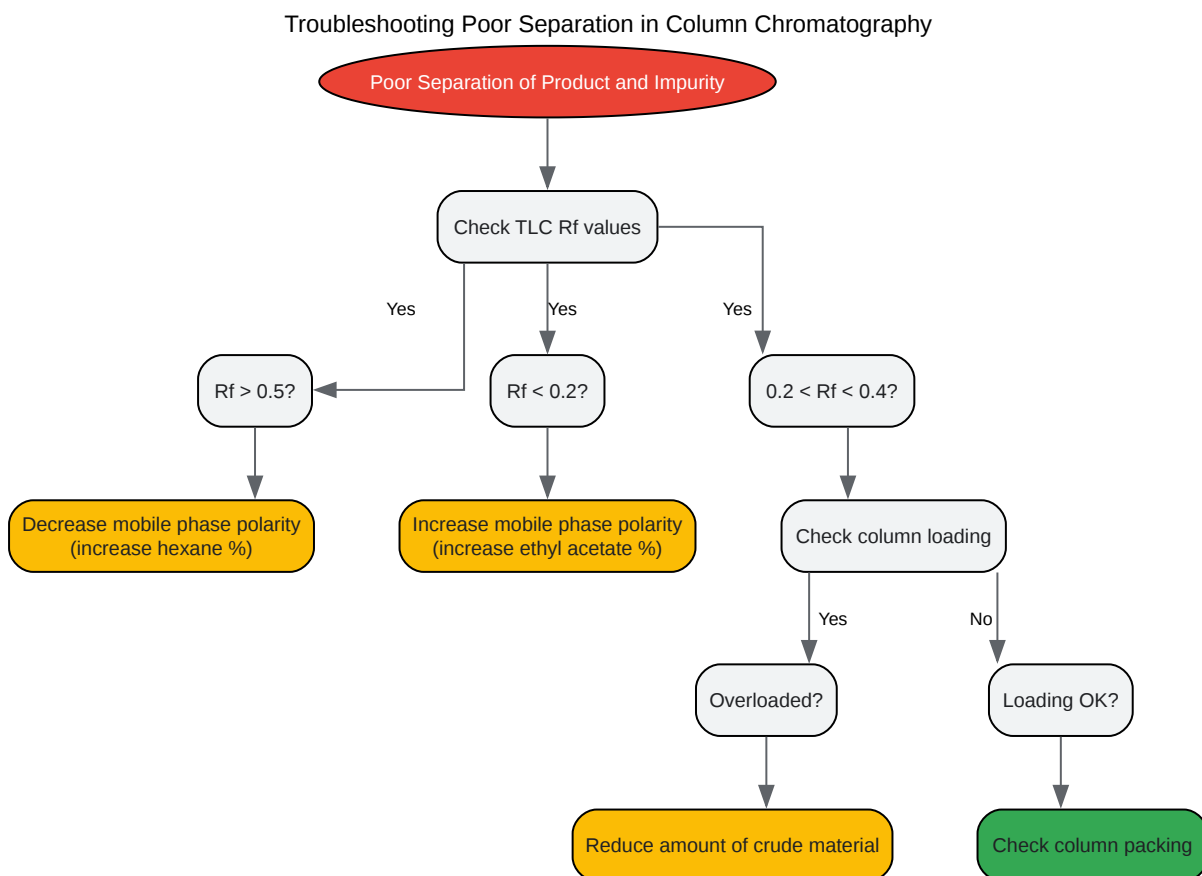 Troubleshooting Poor Separation in Column Chromatography
Poor Separation of Product and Impurity
Check TLC Rf values
Yes
Yes
Yes
Rf > 0.5?
Rf < 0.2?
0.2 < Rf < 0.4?
Decrease mobile phase polarity
(increase hexane %)
Increase mobile phase polarity
(increase ethyl acetate %)
Check column loading
Yes
No
Overloaded?
Loading OK?
Reduce amount of crude material
Check column packing